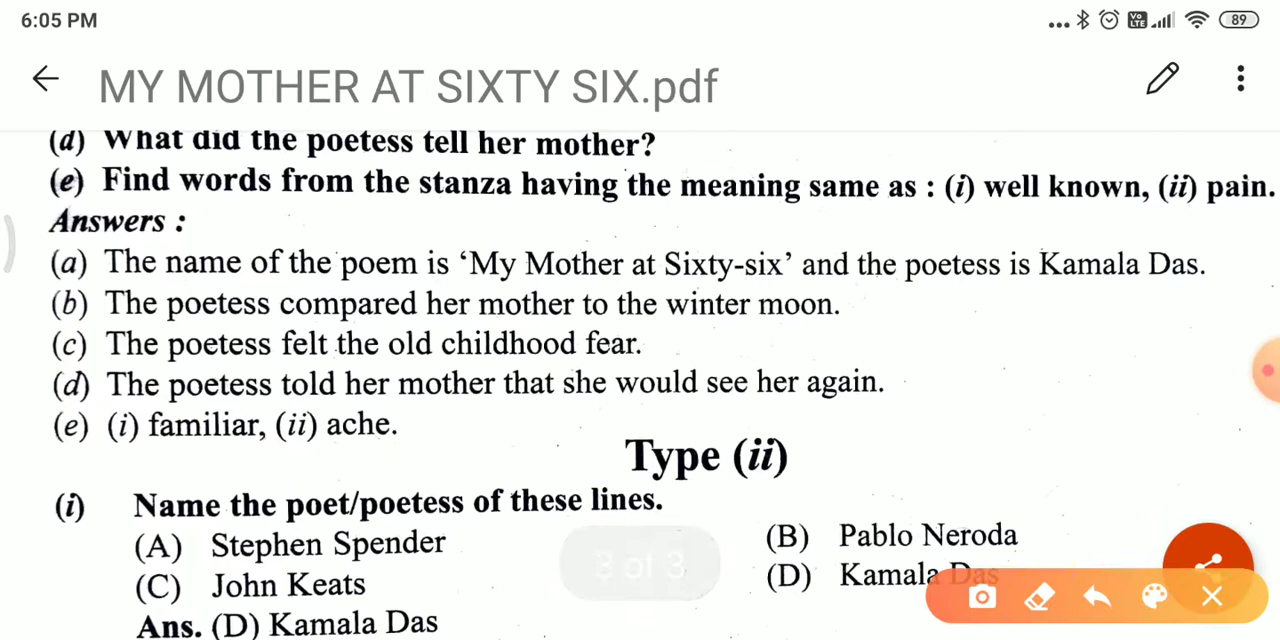 6:05 PM
Vo LTE
89
MY MOTHER AT SIXTY SIX.pdf
(d) What did the poetess tell her mother?
(e) Find words from the stanza having the meaning same as : (i) well known, (ii) pain.
Answers :
(a) The name of the poem is ‘My Mother at Sixty-six’ and the poetess is Kamala Das.
(b) The poetess compared her mother to the winter moon.
(c) The poetess felt the old childhood fear.
(d) The poetess told her mother that she would see her again.
(e) (i) familiar, (ii) ache.
Type (ii)
(i) Name the poet/poetess of these lines.
(A) Stephen Spender (B) Pablo Neroda
(C) John Keats (D) Kamala Das
3 of 3
Ans. (D) Kamala Das